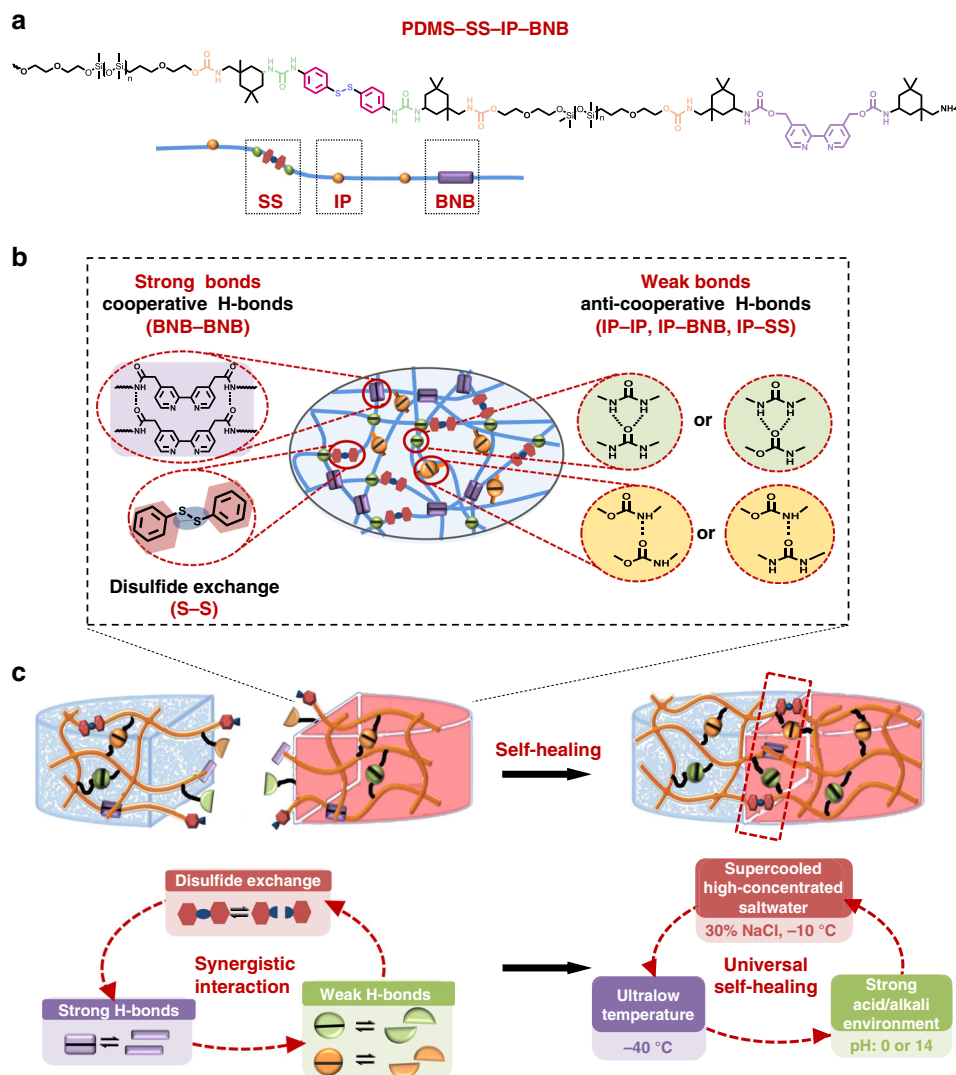 a
PDMS–SS–IP–BNB
SS
IP
BNB
b
Strong bonds
cooperative H-bonds
(BNB–BNB)
Weak bonds
anti-cooperative H-bonds
(IP–IP, IP–BNB, IP–SS)
or
or
Disulfide exchange
(S–S)
c
Self-healing
Disulfide exchange
Synergistic
interaction
Strong H-bonds
Weak H-bonds
Supercooled
high-concentrated
saltwater
30% NaCl, –10 °C
Universal
self-healing
Ultralow
temperature
–40 °C
Strong
acid/alkali
environment
pH: 0 or 14